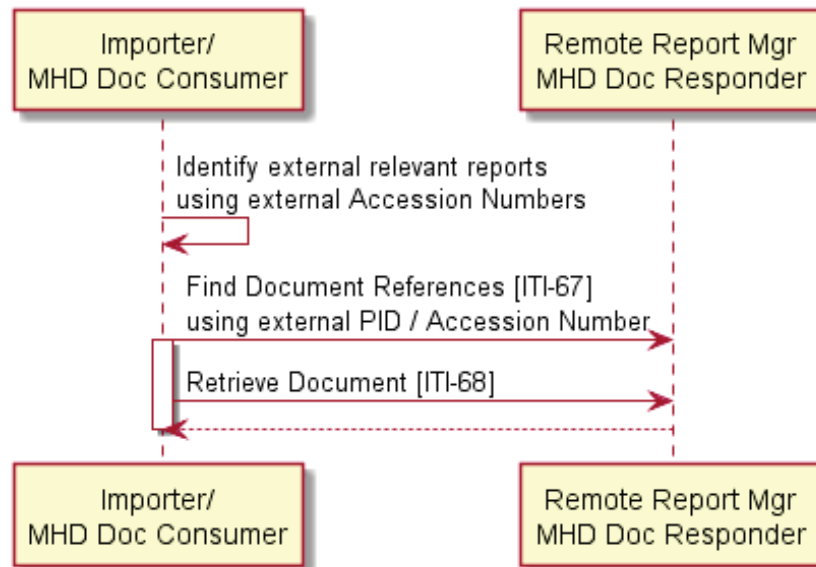 Importer/
MHD Doc Consumer
Remote Report Mgr
MHD Doc Responder
Identify external relevant reports
using external Accession Numbers
Find Document References [ITI-67]
using external PID / Accession Number
Retrieve Document [ITI-68]
Importer/
MHD Doc Consumer
Remote Report Mgr
MHD Doc Responder